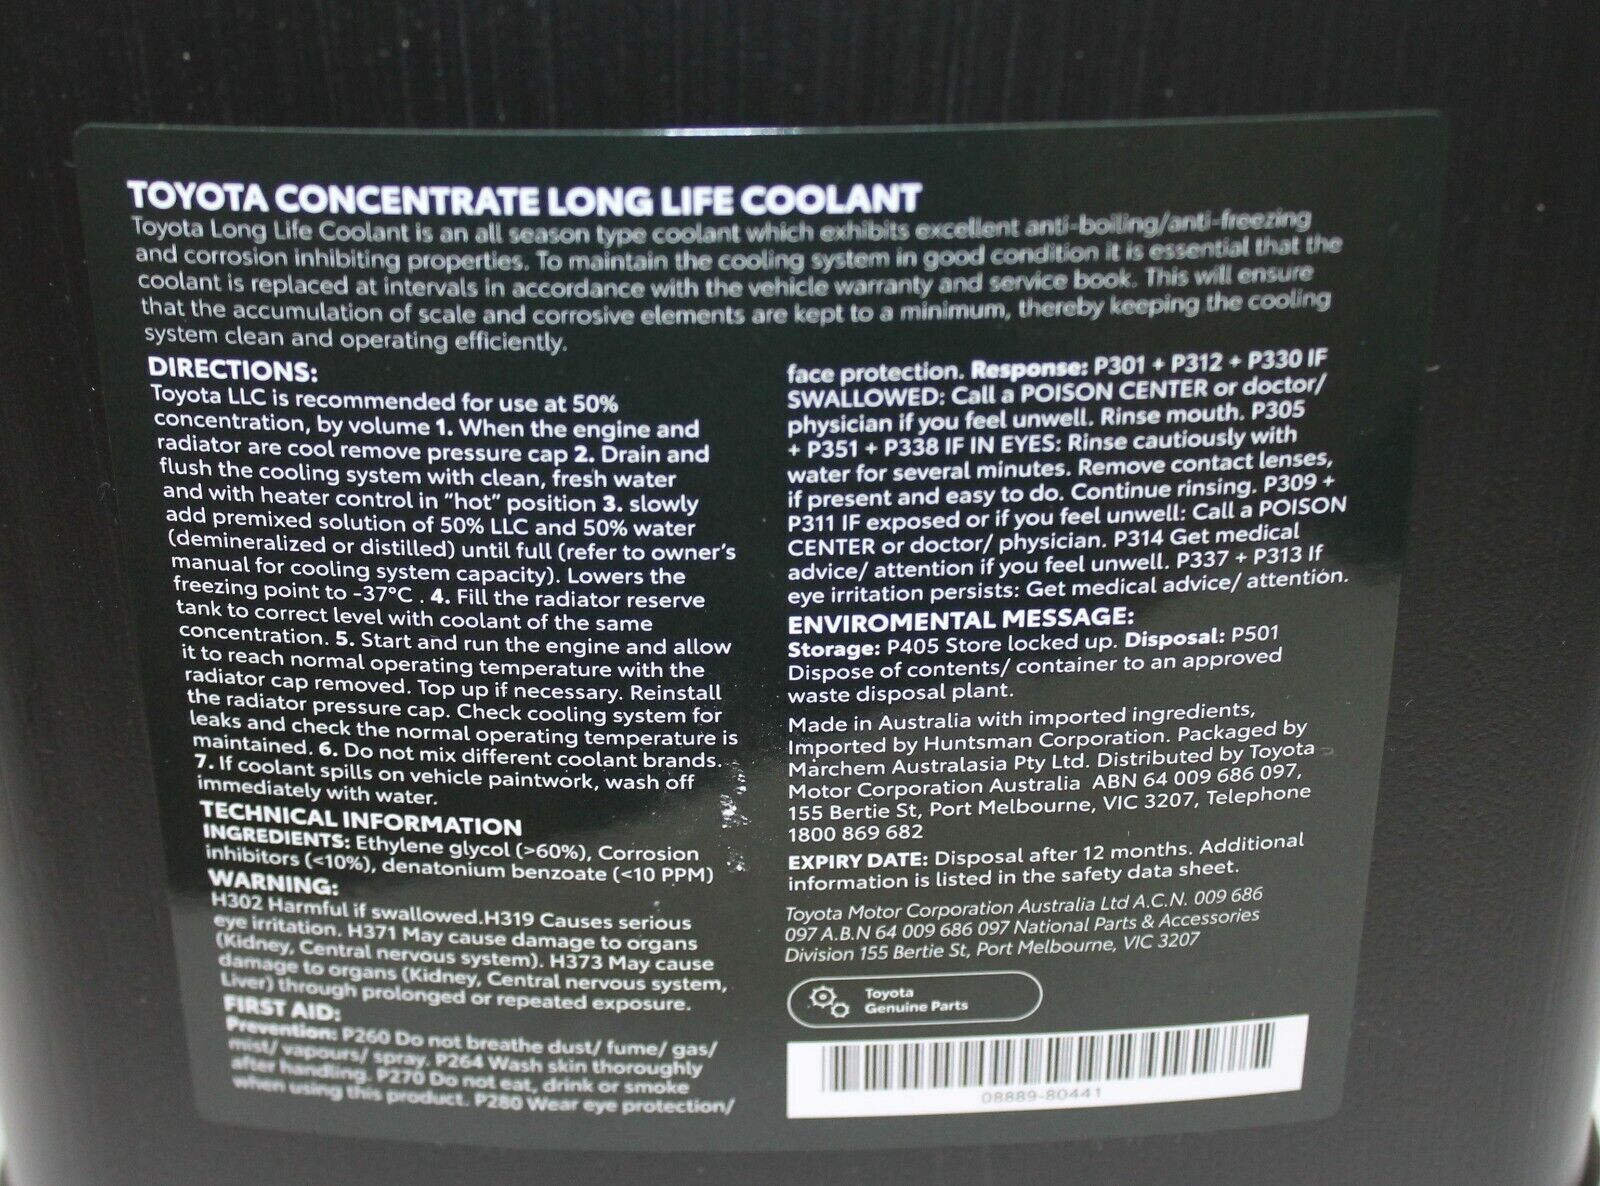 TOYOTA CONCENTRATE LONG LIFE COOLANT
Toyota Long Life Coolant is an all season type coolant which exhibits excellent anti-boiling/anti-freezing
and corrosion inhibiting properties. To maintain the cooling system in good condition it is essential that the
coolant is replaced at intervals in accordance with the vehicle warranty and service book. This will ensure
that the accumulation of scale and corrosive elements are kept to a minimum, thereby keeping the cooling
system clean and operating efficiently.
DIRECTIONS:
Toyota LLC is recommended for use at 50%
concentration, by volume 1. When the engine and
radiator are cool remove pressure cap 2. Drain and
flush the cooling system with clean, fresh water
and with heater control in "hot" position 3. slowly
add premixed solution of 50% LLC and 50% water
(demineralized or distilled) until full (refer to owner's
manual for cooling system capacity). Lowers the
freezing point to -37°C . 4. Fill the radiator reserve
tank to correct level with coolant of the same
concentration. 5. Start and run the engine and allow
it to reach normal operating temperature with the
radiator cap removed. Top up if necessary. Reinstall
the radiator pressure cap. Check cooling system for
leaks and check the normal operating temperature is
maintained. 6. Do not mix different coolant brands.
7. If coolant spills on vehicle paintwork, wash off
immediately with water.
TECHNICAL INFORMATION
INGREDIENTS: Ethylene glycol (>60%), Corrosion
inhibitors (<10%), denatonium benzoate (<10 PPM)
WARNING:
H302 Harmful if swallowed.H319 Causes serious
eye irritation. H371 May cause damage to organs
(Kidney, Central nervous system). H373 May cause
damage to organs (Kidney, Central nervous system,
Liver) through prolonged or repeated exposure.
FIRST AID:
Prevention: P260 Do not breathe dust/ fume/ gas/
mist/ vapours/ spray. P264 Wash skin thoroughly
after handling. P270 Do not eat, drink or smoke
when using this product. P280 Wear eye protection/
face protection. Response: P301 + P312 + P330 IF
SWALLOWED: Call a POISON CENTER or doctor/
physician if you feel unwell. Rinse mouth. P305
+ P351 + P338 IF IN EYES: Rinse cautiously with
water for several minutes. Remove contact lenses,
if present and easy to do. Continue rinsing. P309 +
P311 IF exposed or if you feel unwell: Call a POISON
CENTER or doctor/ physician. P314 Get medical
advice/ attention if you feel unwell. P337 + P313 If
eye irritation persists: Get medical advice/ attention.
ENVIROMENTAL MESSAGE:
Storage: P405 Store locked up. Disposal: P501
Dispose of contents/ container to an approved
waste disposal plant.
Made in Australia with imported ingredients,
Imported by Huntsman Corporation. Packaged by
Marchem Australasia Pty Ltd. Distributed by Toyota
Motor Corporation Australia ABN 64 009 686 097,
155 Bertie St, Port Melbourne, VIC 3207, Telephone
1800 869 682
EXPIRY DATE: Disposal after 12 months. Additional
information is listed in the safety data sheet.
Toyota Motor Corporation Australia Ltd A.C.N. 009 686
097 A.B.N 64 009 686 097 National Parts & Accessories
Division 155 Bertie St, Port Melbourne, VIC 3207
Toyota
Genuine Parts
08889-80441